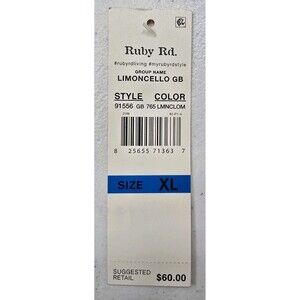 Ruby Rd.
#rubyrdliving #myrubyrdstyle
GROUP NAME
LIMONCELLO GB
STYLE COLOR
91556 GB 765 LMNCLOM
8 25655 71363 7
SIZE XL
SUGGESTED
RETAIL $60.00